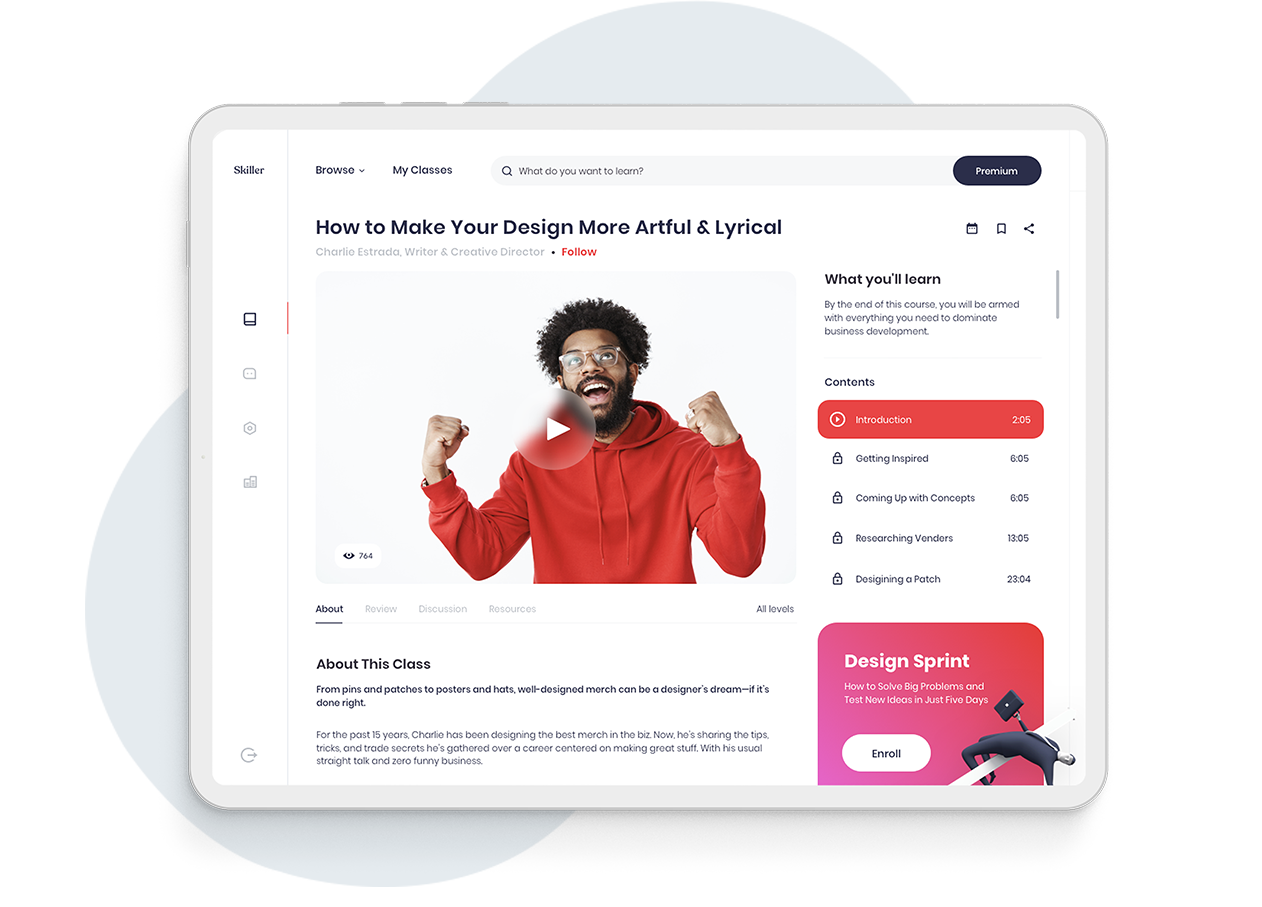 Skiller
Browse
My Classes
What do you want to learn?
Premium
How to Make Your Design More Artful & Lyrical
Charlie Estrada, Writer & Creative Director • Follow
764
What you'll learn
By the end of this course, you will be armed
with everything you need to dominate
business development.
Contents
Introduction 2:05
Getting Inspired 6:05
Coming Up with Concepts 6:05
Researching Venders 13:05
Desigining a Patch 23:04
About Review Discussion Resources All levels
About This Class
From pins and patches to posters and hats, well-designed merch can be a designer's dream—if it's
done right.
For the past 15 years, Charlie has been designing the best merch in the biz. Now, he's sharing the tips,
tricks, and trade secrets he's gathered over a career centered on making great stuff. With his usual
straight talk and zero funny business.
Design Sprint
How to Solve Big Problems and
Test New Ideas in Just Five Days
Enroll